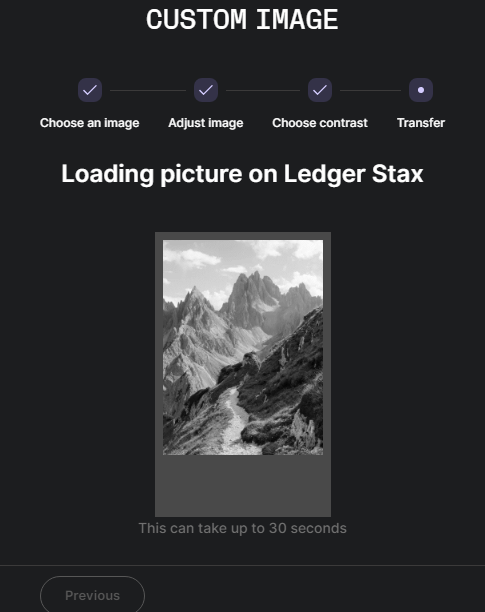 CUSTOM IMAGE
Choose an image Adjust image Choose contrast Transfer
Loading picture on Ledger Stax
This can take up to 30 seconds
Previous